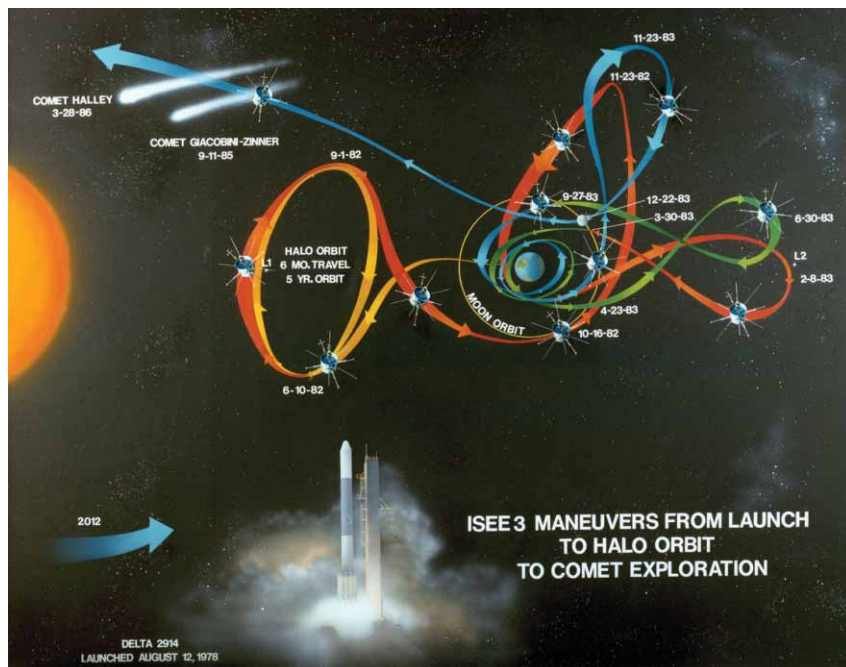 11-23-83
11-23-82
COMET HALLEY
3-28-86
COMET GIACOBINI-ZINNER
9-11-85
9-1-82
9-27-83
12-22-83
3-30-83
6-30-83
L1
HALO ORBIT
6 MO. TRAVEL
5 YR. ORBIT
L2
2-8-83
MOON ORBIT
4-23-83
10-16-82
6-10-82
2012
ISEE 3 MANEUVERS FROM LAUNCH
TO HALO ORBIT
TO COMET EXPLORATION
DELTA 2914
LAUNCHED AUGUST 12, 1978